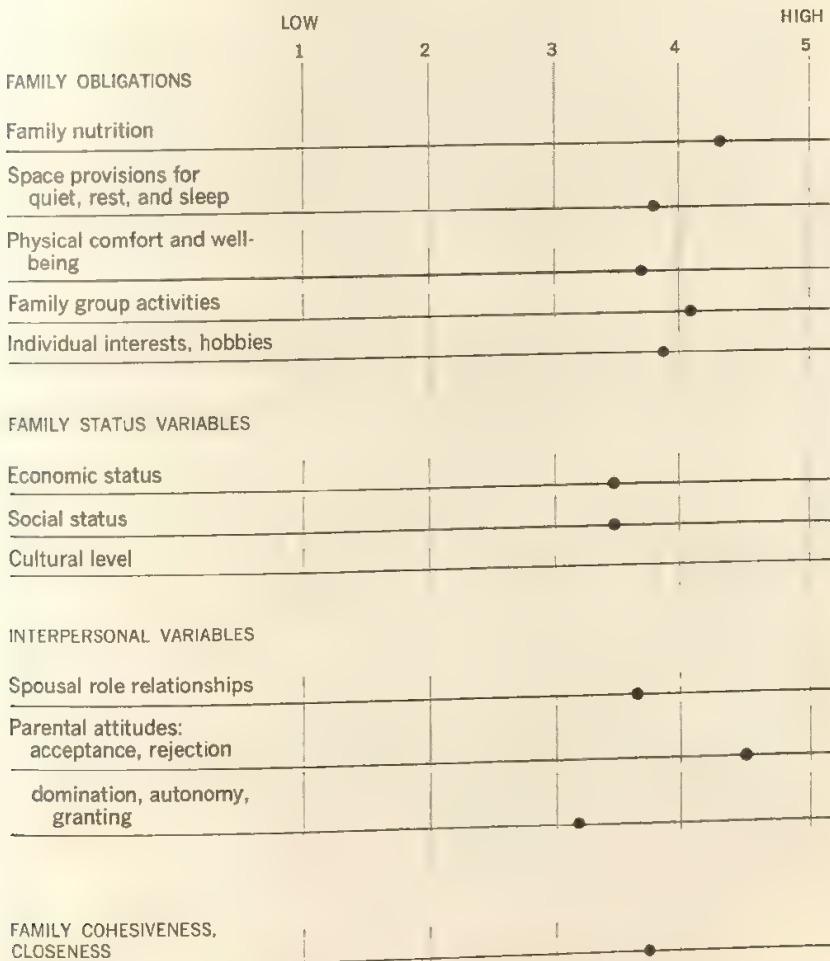 LOW HIGH
1 2 3 4 5
FAMILY OBLIGATIONS
Family nutrition
Space provisions for
quiet, rest, and sleep
Physical comfort and well-
being
Family group activities
Individual interests, hobbies
FAMILY STATUS VARIABLES
Economic status
Social status
Cultural level
INTERPERSONAL VARIABLES
Spousal role relationships
Parental attitudes:
acceptance, rejection
domination, autonomy,
granting
FAMILY COHESIVENESS,
CLOSENESS